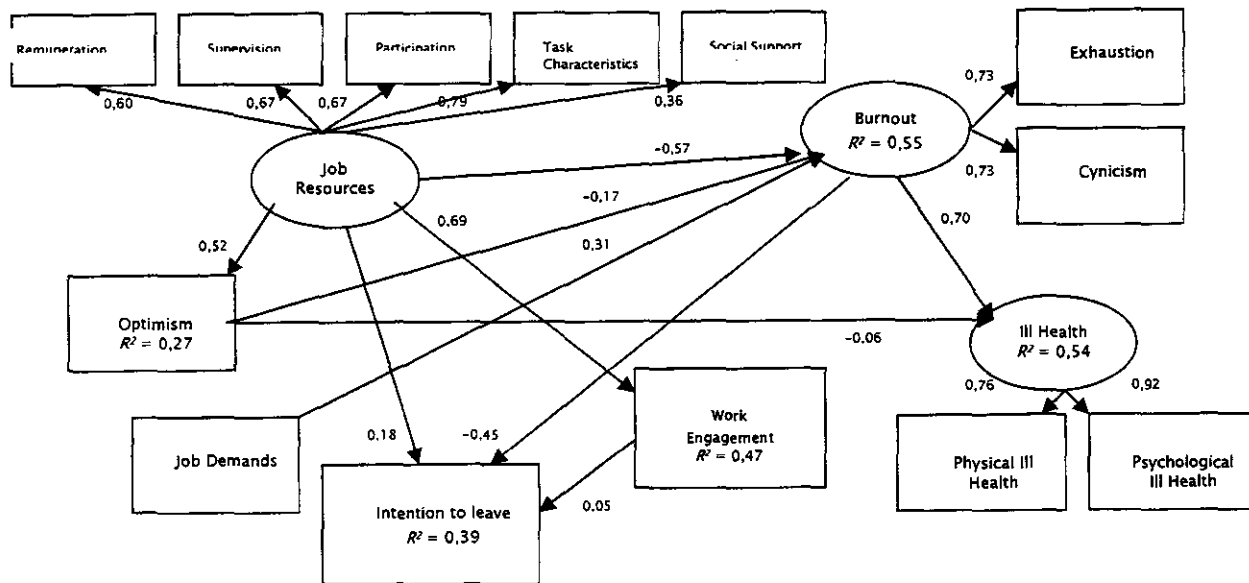 Remuneration
Supervision
Participation
Task
Characteristics
Social Support
Exhaustion
0,60
0,67
0,67
0,79
0,36
0,73
Burnout
R² = 0,55
Job
Resources
-0,57
0,73
Cynicism
-0,17
0,69
0,70
0,52
0,31
Optimism
R² = 0,27
-0,06
Ill Health
R² = 0,54
0,76
0,92
Job Demands
0,18
-0,45
Work
Engagement
R² = 0,47
Physical Ill
Health
Psychological
Ill Health
Intention to leave
R² = 0,39
0,05